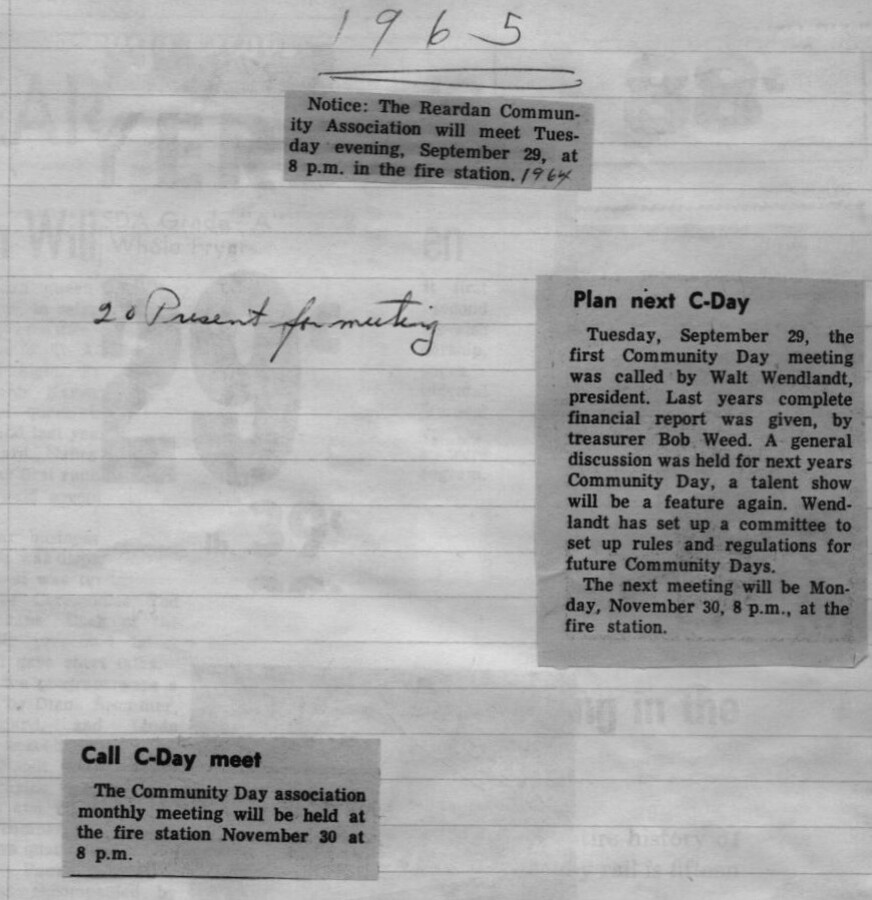 1965
Notice: The Reardan Commun-
ity Association will meet Tues-
day evening, September 29, at
8 p.m. in the fire station. 1964
20 Present for meeting
Plan next C-Day
Tuesday, September 29, the
first Community Day meeting
was called by Walt Wendlandt,
president. Last years complete
financial report was given, by
treasurer Bob Weed. A general
discussion was held for next years
Community Day, a talent show
will be a feature again. Wend-
landt has set up a committee to
set up rules and regulations for
future Community Days.
The next meeting will be Mon-
day, November 30, 8 p.m., at the
fire station.
Call C-Day meet
The Community Day association
monthly meeting will be held at
the fire station November 30 at
8 p.m.